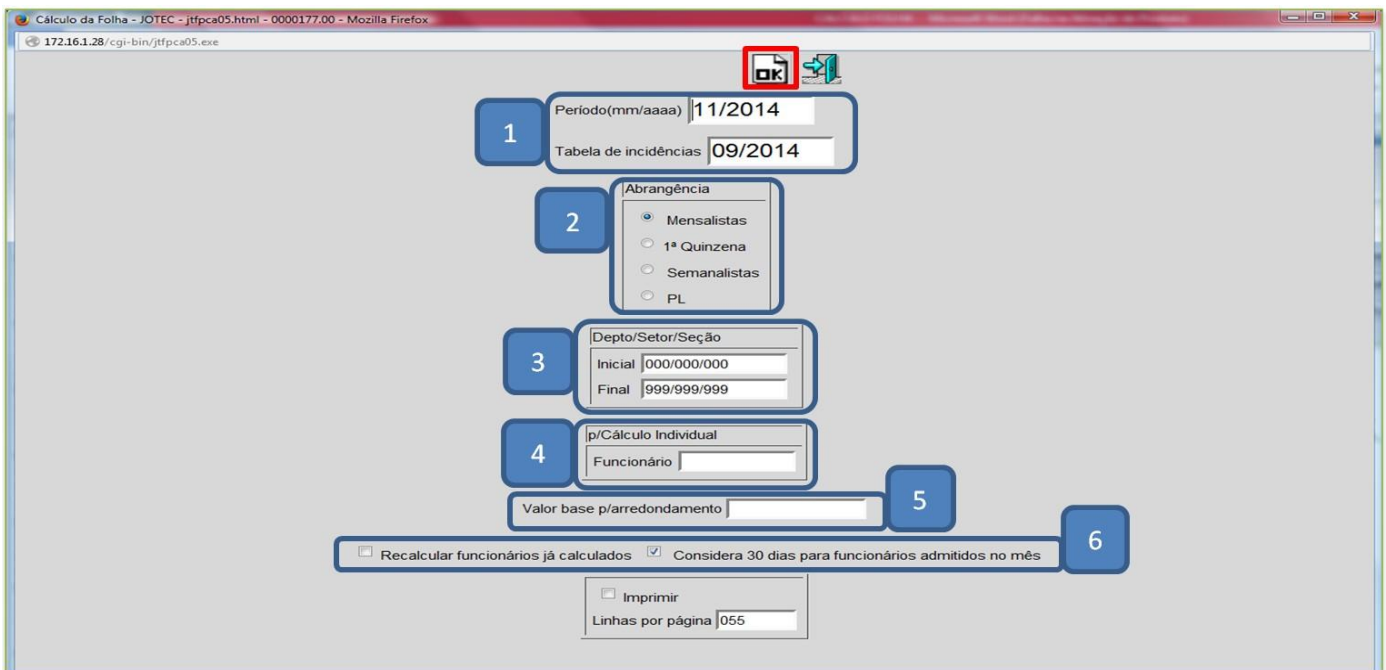 Cálculo da Folha - JOTEC - jtfpca05.html - 0000177.00 - Mozilla Firefox
172.16.1.28/cgi-bin/jtfpca05.exe
OK
1
Período(mm/aaaa) 11/2014
Tabela de incidências 09/2014
2
Abrangência
Mensalistas
1ª Quinzena
Semanalistas
PL
3
Depto/Setor/Seção
Inicial 000/000/000
Final 999/999/999
4
p/Cálculo Individual
Funcionário
5
Valor base p/arredondamento
6
Recalcular funcionários já calculados Considera 30 dias para funcionários admitidos no mês
Imprimir
Linhas por página 055